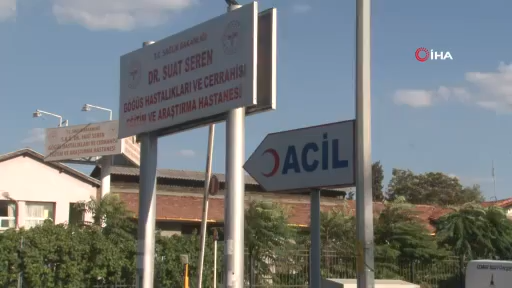 İHA
T.C. SAĞLIK BAKANLIĞI
DR. SUAT SEREN
GÖĞÜS HASTALIKLARI VE CERRAHİSİ
EĞİTİM VE ARAŞTIRMA HASTANESİ
ACİL